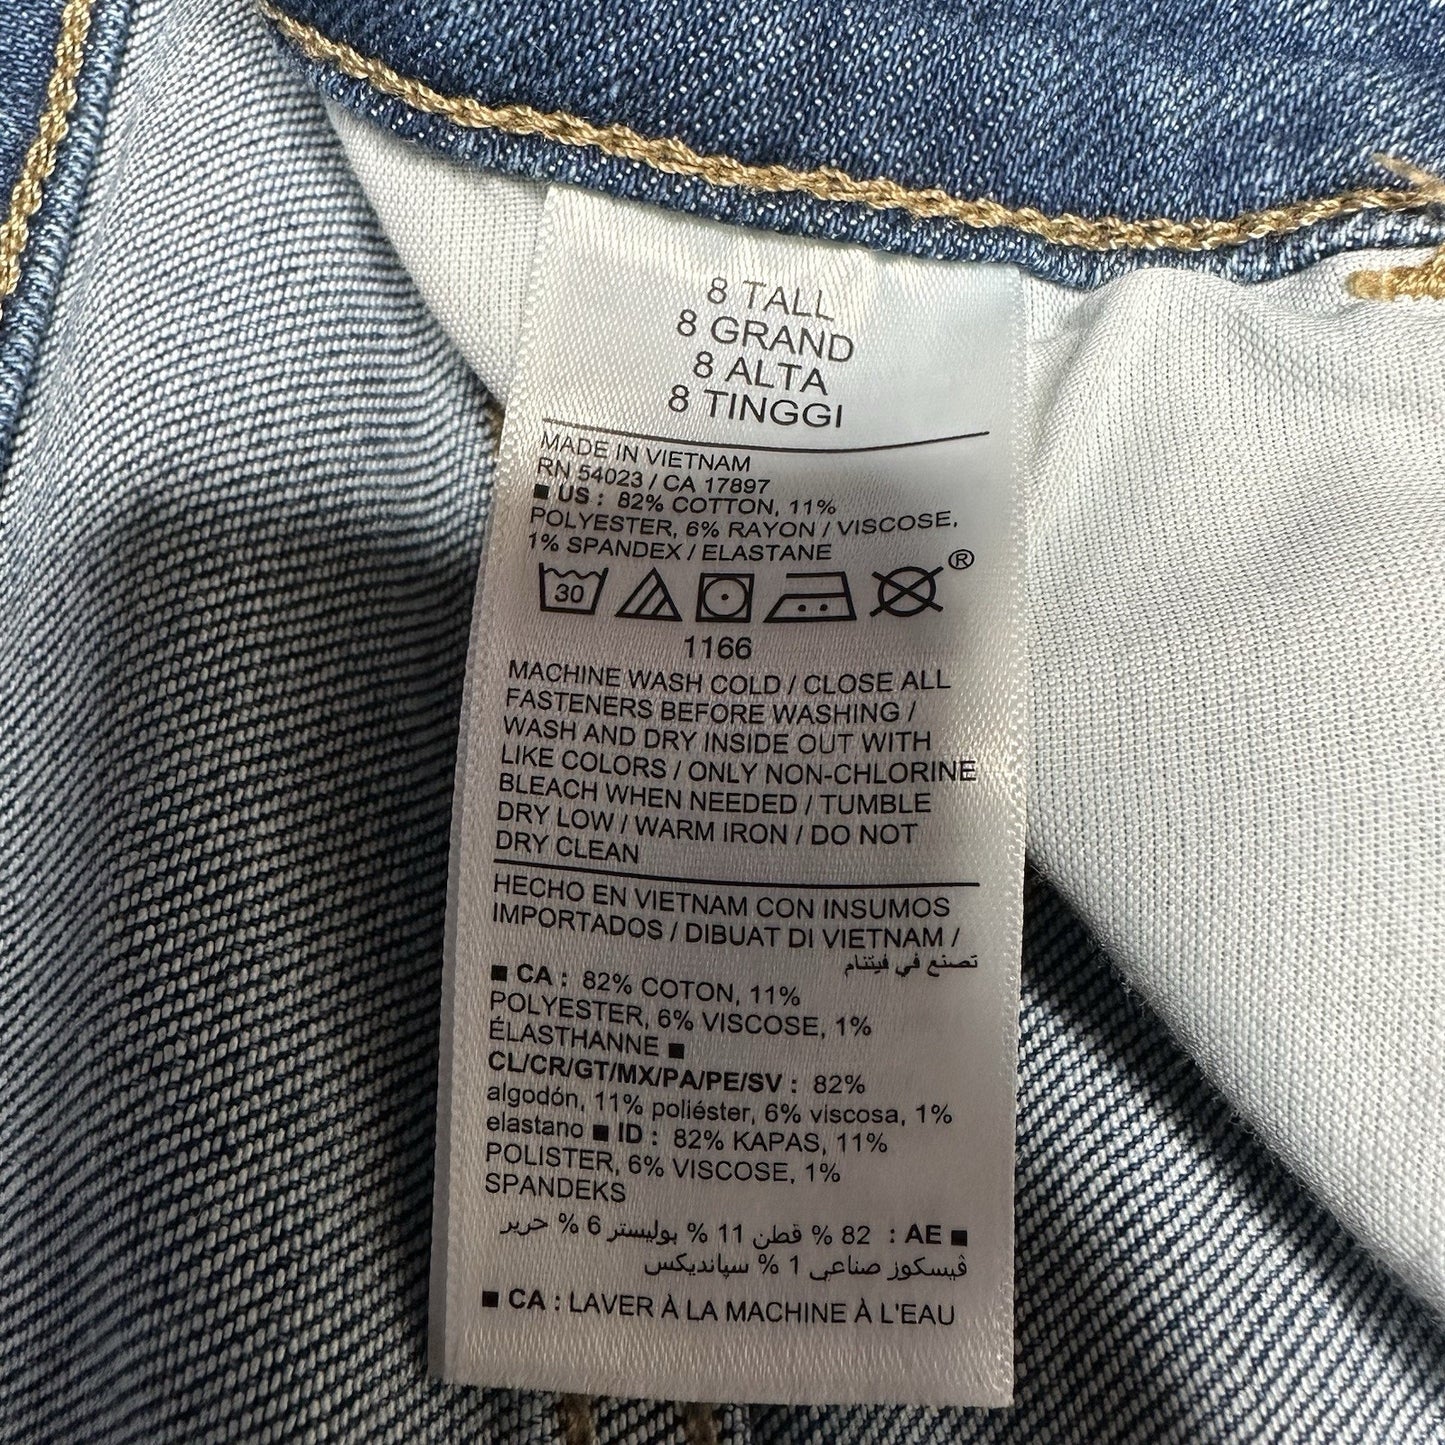 8 TALL
8 GRAND
8 ALTA
8 TINGGI
MADE IN VIETNAM
RN 54023 / CA 17897
■ US : 82% COTTON, 11%
POLYESTER, 6% RAYON / VISCOSE,
1% SPANDEX / ELASTANE
30
®
1166
MACHINE WASH COLD / CLOSE ALL
FASTENERS BEFORE WASHING /
WASH AND DRY INSIDE OUT WITH
LIKE COLORS / ONLY NON-CHLORINE
BLEACH WHEN NEEDED / TUMBLE
DRY LOW / WARM IRON / DO NOT
DRY CLEAN
HECHO EN VIETNAM CON INSUMOS
IMPORTADOS / DIBUAT DI VIETNAM /
تصنع في فيتنام
■ CA : 82% COTON, 11%
POLYESTER, 6% VISCOSE, 1%
ÉLASTHANNE ■
CL/CR/GT/MX/PA/PE/SV : 82%
algodón, 11% poliéster, 6% viscosa, 1%
elastano ■ ID : 82% KAPAS, 11%
POLISTER, 6% VISCOSE, 1%
SPANDEKS
■ AE : 82 % قطن 11 % بوليستر 6 % حرير
ڤيسكوز صناعي 1 % سپانديكس
■ CA : LAVER À LA MACHINE À L'EAU